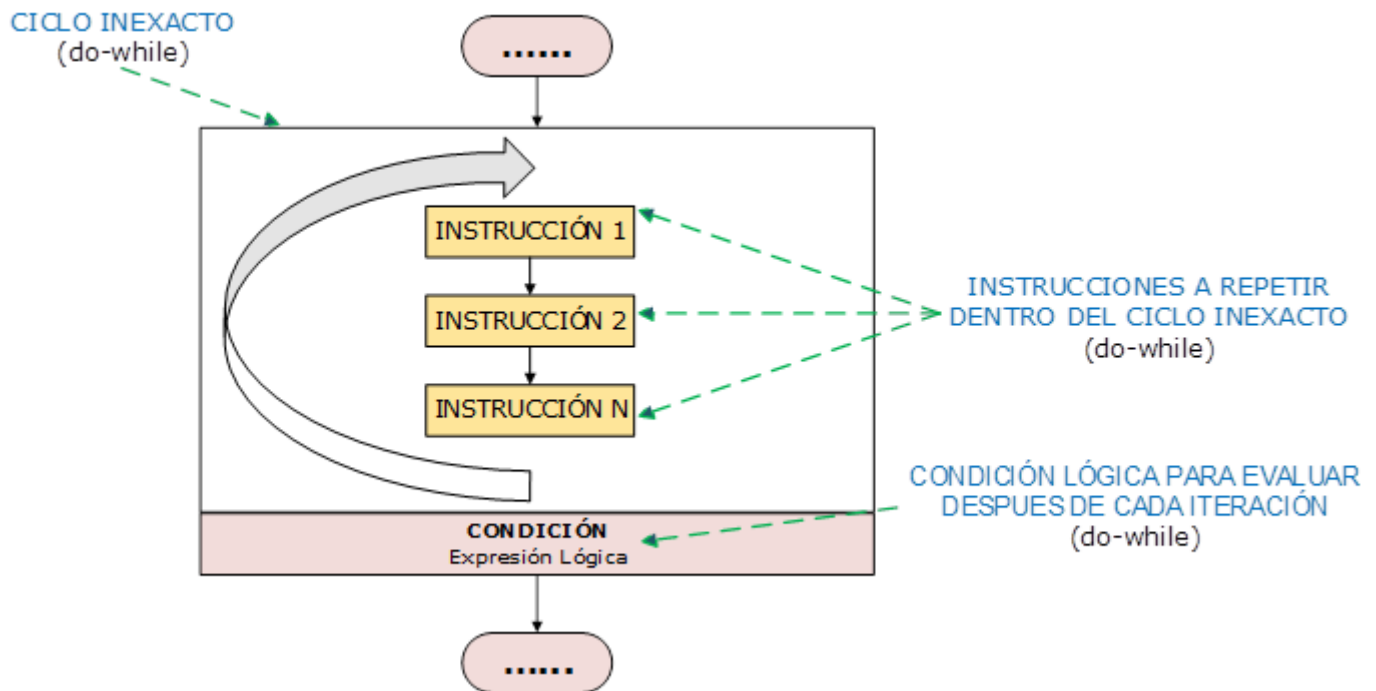 CICLO INEXACTO
(do-while)
......
INSTRUCCIÓN 1
INSTRUCCIÓN 2
INSTRUCCIÓN N
INSTRUCCIONES A REPETIR
DENTRO DEL CICLO INEXACTO
(do-while)
CONDICIÓN LÓGICA PARA EVALUAR
DESPUES DE CADA ITERACIÓN
(do-while)
CONDICIÓN
Expresión Lógica
......